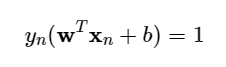 yₙ(𝐰ᵀ𝐱ₙ + b) = 1